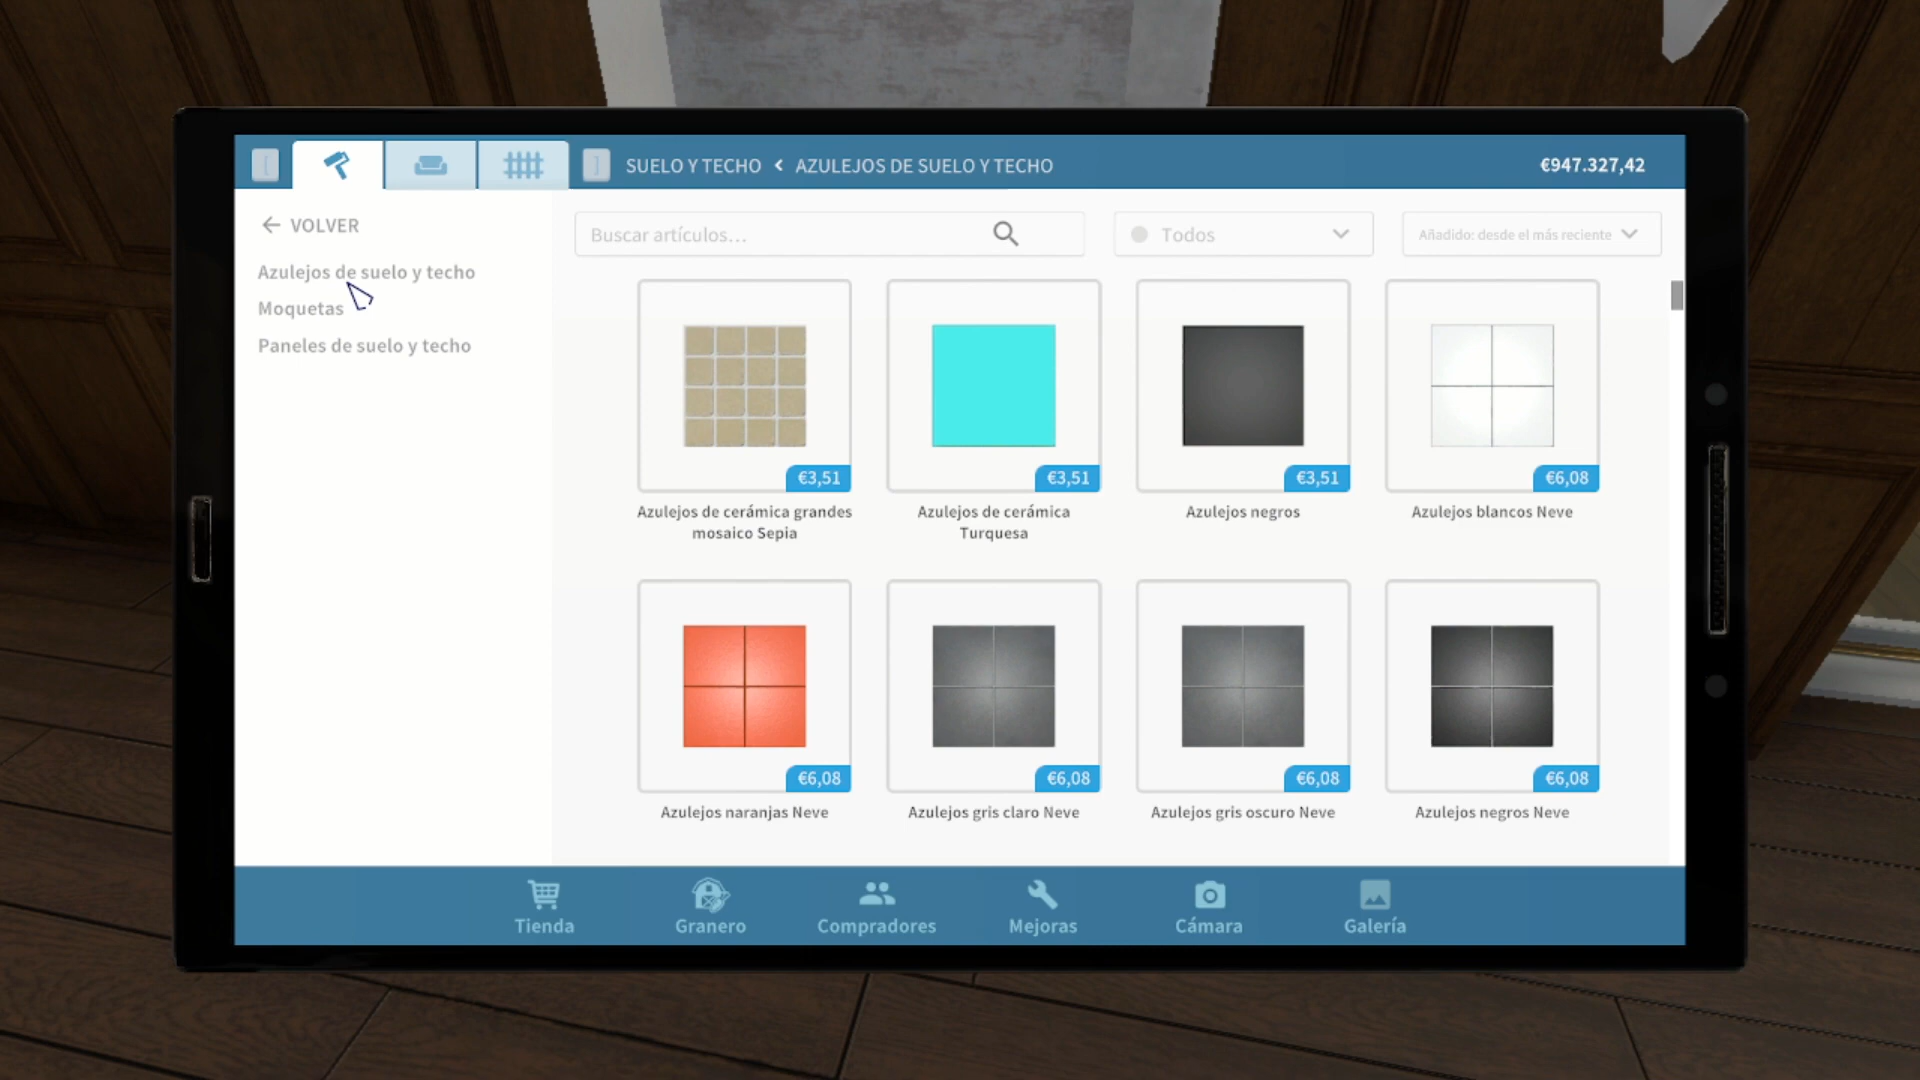 SUELO Y TECHO < AZULEJOS DE SUELO Y TECHO
€947.327,42
VOLVER
Azulejos de suelo y techo
Moquetas
Paneles de suelo y techo
Buscar artículos...
Todos
Añadido: desde el más reciente
€3,51
€3,51
€3,51
€6,08
Azulejos de cerámica grandes
mosaico Sepia
Azulejos de cerámica
Turquesa
Azulejos negros
Azulejos blancos Neve
€6,08
€6,08
€6,08
€6,08
Azulejos naranjas Neve
Azulejos gris claro Neve
Azulejos gris oscuro Neve
Azulejos negros Neve
Tienda
Granero
Compradores
Mejoras
Cámara
Galería